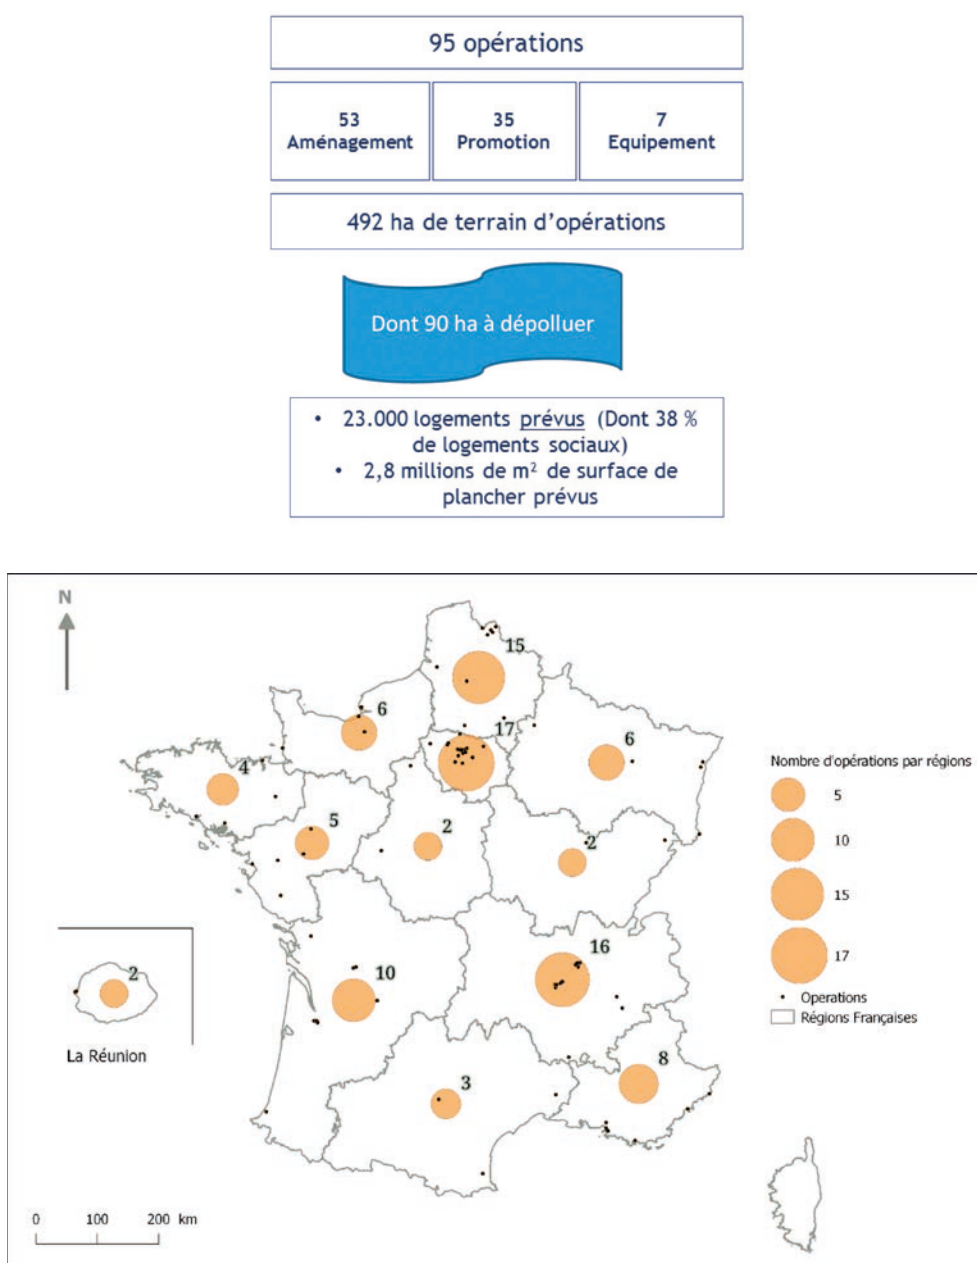 95 opérations
53
Aménagement
35
Promotion
7
Equipement
492 ha de terrain d'opérations
Dont 90 ha à dépolluer
• 23.000 logements prévus (Dont 38 %
de logements sociaux)
• 2,8 millions de m² de surface de
plancher prévus
N
15
6
17
6
4
5
2
2
16
10
8
3
2
La Réunion
Nombre d'opérations par régions
5
10
15
17
Operations
Régions Françaises
0 100 200 km